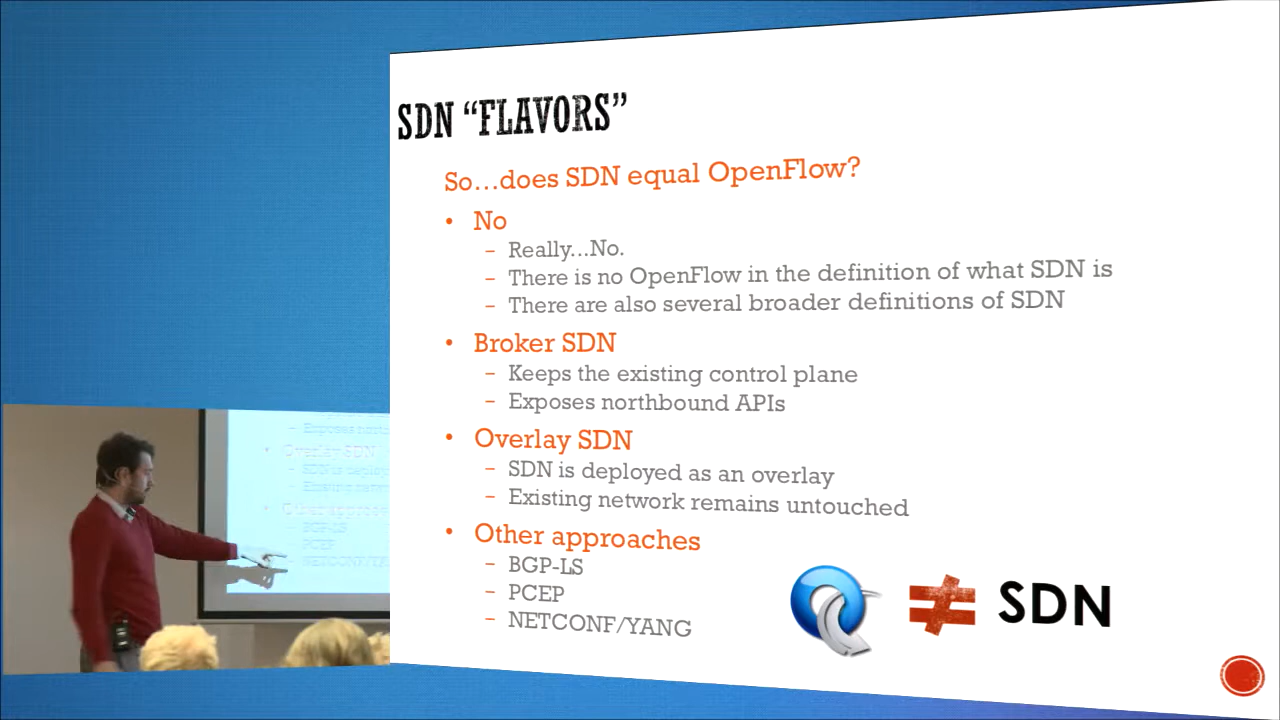 SDN “FLAVORS”
So...does SDN equal OpenFlow?
• No
– Really...No.
– There is no OpenFlow in the definition of what SDN is
– There are also several broader definitions of SDN
• Broker SDN
– Keeps the existing control plane
– Exposes northbound APIs
• Overlay SDN
– SDN is deployed as an overlay
– Existing network remains untouched
• Other approaches
– BGP-LS
– PCEP
– NETCONF/YANG
≠ SDN